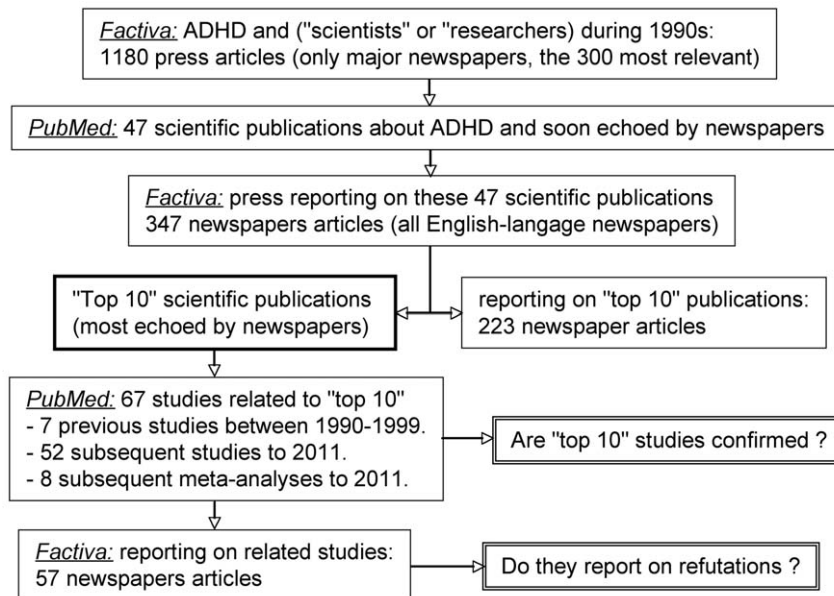 Factiva: ADHD and ("scientists" or "researchers) during 1990s:
1180 press articles (only major newspapers, the 300 most relevant)
PubMed: 47 scientific publications about ADHD and soon echoed by newspapers
Factiva: press reporting on these 47 scientific publications
347 newspapers articles (all English-langage newspapers)
"Top 10" scientific publications
(most echoed by newspapers)
reporting on "top 10" publications:
223 newspaper articles
PubMed: 67 studies related to "top 10"
- 7 previous studies between 1990-1999.
- 52 subsequent studies to 2011.
- 8 subsequent meta-analyses to 2011.
Are "top 10" studies confirmed ?
Factiva: reporting on related studies:
57 newspapers articles
Do they report on refutations ?